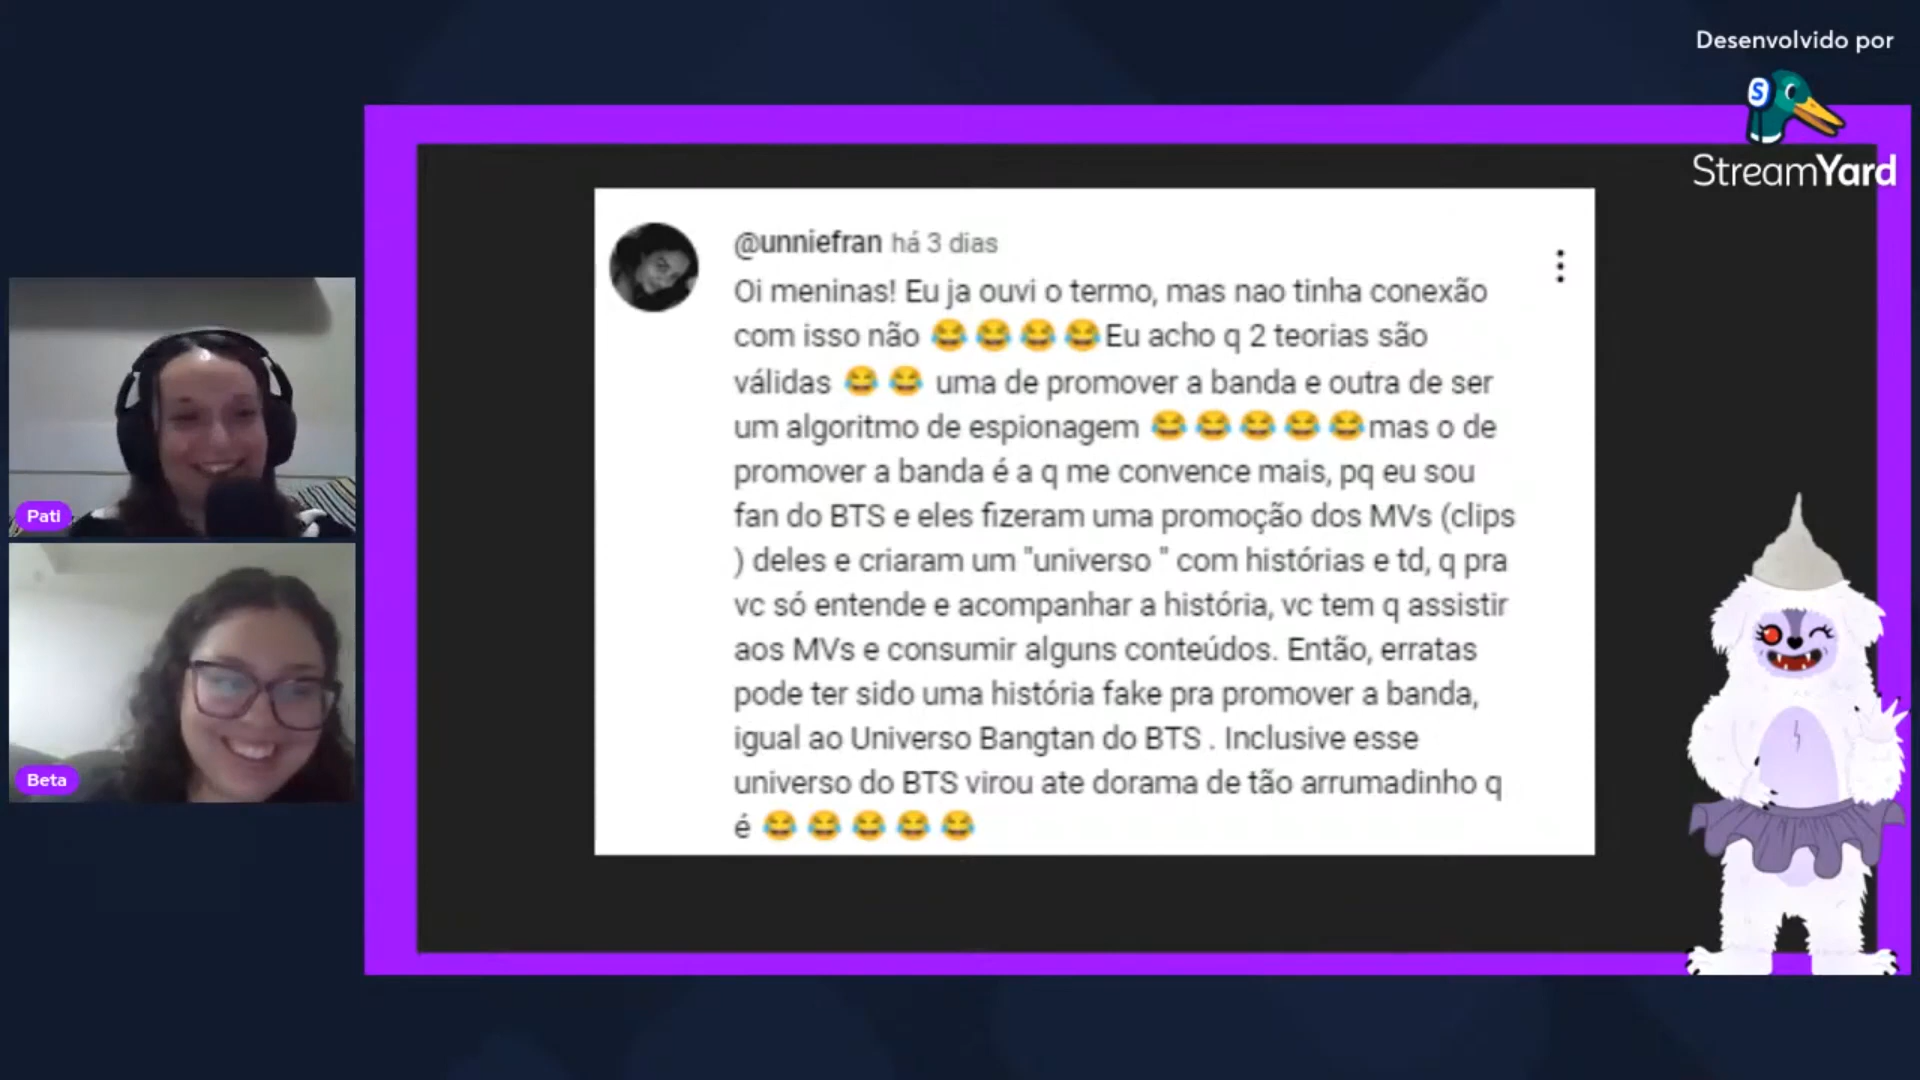 Desenvolvido por
S
StreamYard
@unniefran há 3 dias
Oi meninas! Eu ja ouvi o termo, mas nao tinha conexão
com isso não 😂😂😂😂Eu acho q 2 teorias são
válidas 😂😂 uma de promover a banda e outra de ser
um algoritmo de espionagem 😂😂😂😂😂mas o de
promover a banda é a q me convence mais, pq eu sou
fan do BTS e eles fizeram uma promoção dos MVs (clips
) deles e criaram um "universo " com histórias e td, q pra
vc só entende e acompanhar a história, vc tem q assistir
aos MVs e consumir alguns conteúdos. Então, erratas
pode ter sido uma história fake pra promover a banda,
igual ao Universo Bangtan do BTS . Inclusive esse
universo do BTS virou ate dorama de tão arrumadinho q
é 😂😂😂😂😂
Pati
Beta